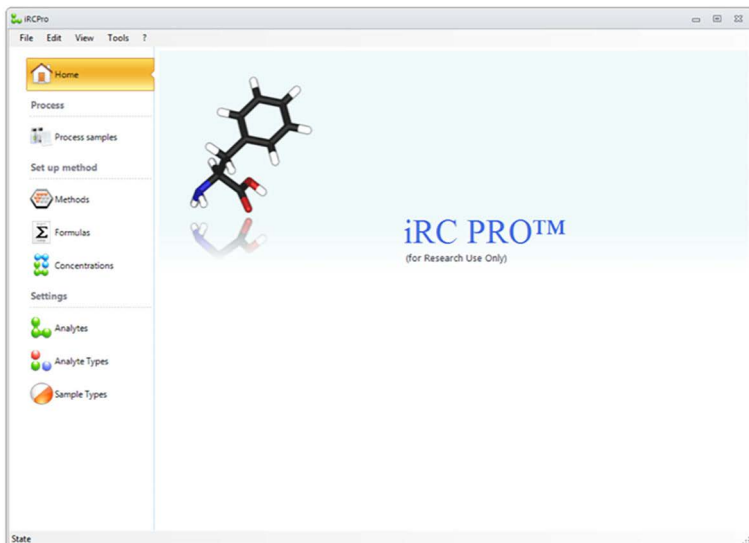 iRCPro
File Edit View Tools ?
Home
Process
Process samples
Set up method
Methods
Σ Formulas
Concentrations
Settings
Analytes
Analyte Types
Sample Types
iRC PRO™
(for Research Use Only)
State